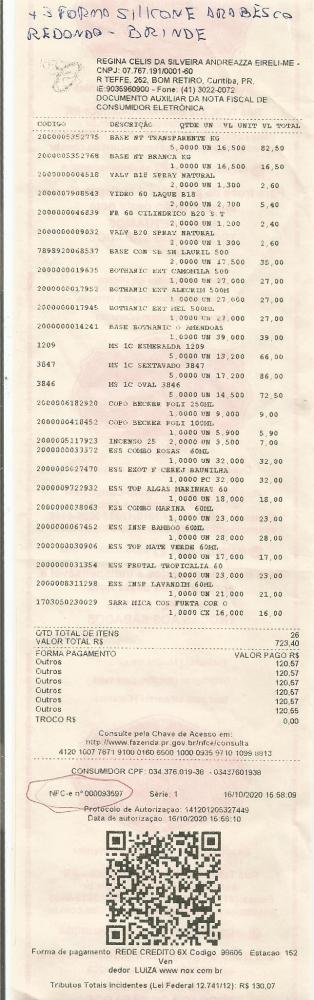 + 3 FORMA SILICONE ARABESCO
REDONDO - BRINDE
REGINA CELIS DA SILVEIRA ANDREAZZA EIRELI-ME -
CNPJ: 07.767.191/0001-60
R TEFFE, 252, BOM RETIRO, Curitiba, PR,
IE:9035960900 - Fone: (41) 3022-0072
DOCUMENTO AUXILIAR DA NOTA FISCAL DE
CONSUMIDOR ELETRÔNICA
CODIGO DESCRIÇÃO QTDE UN VL UNIT VL TOTAL
2000005352775 BASE NT TRANSPARENTE KG
5,0000 UN 16,500 82,50
2000005352768 BASE NT BRANCA KG
1,0000 UN 16,500 16,50
2000000004518 VALV B18 SPRAY NATURAL
2,0000 UN 1,300 2,60
2000007908543 VIDRO 60 LAQUE B18
2,0000 UN 2,700 5,40
2000000046839 FR 60 CILINDRICO B20 S T
2,0000 UN 1,200 2,40
2000000009032 VALV B20 SPRAY NATURAL
2,0000 UN 1,300 2,60
7898920068537 BASE CON SB SH LAURIL 500
2,0000 UN 17,500 35,00
2000000019635 BOTHANIC EXT CAMOMILA 500
1,0000 UN 27,000 27,00
2000000017952 BOTHANIC EXT ALECRIM 500M
1,0000 UN 27,000 27,00
2000000017945 BOTHANIC EXT MEL 500ML
1,0000 UN 27,000 27,00
2000000014241 BASE BOTHANIC O AMENDOAS
1,0000 UN 39,000 39,00
1209 MS IC ESMERALDA 1209
5,0000 UN 13,200 66,00
3847 MS IC SEXTAVADO 3847
5,0000 UN 17,200 86,00
3846 MS IC OVAL 3846
5,0000 UN 14,500 72,50
2000006182920 COPO BECKER POLI 250ML
1,0000 UN 9,000 9,00
2000000418452 COPO BECKER POLI 100ML
1,0000 UN 5,900 5,90
2000005117923 INCENSO 25 2,0000 UN 3,500 7,00
2000000033372 ESS COMBO ROSAS 60ML
1,0000 UN 32,000 32,00
2000000627470 ESS EXOT F CEREJ BAUNILHA
1,0000 PC 32,000 32,00
2000009722932 ESS TOP ALGAS MARINHAS 60
1,0000 UN 18,000 18,00
2000000038063 ESS COMBO MARINA 60ML
1,0000 UN 23,000 23,00
2000000067452 ESS INSP BAMBOO 60ML
1,0000 UN 28,000 28,00
2000000030906 ESS TOP MATE VERDE 60ML
1,0000 UN 17,000 17,00
2000000031354 ESS FRUTAL TROPICALIA 60
1,0000 UN 23,000 23,00
2000008311298 ESS INSP LAVANDIM 60ML
1,0000 UN 21,000 21,00
1703050230029 SARA MICA COS FURTA COR O
1,0000 CX 16,000 16,00
QTD TOTAL DE ITENS 26
VALOR TOTAL R$ 723,40
FORMA PAGAMENTO VALOR PAGO R$
Outros 120,57
Outros 120,57
Outros 120,57
Outros 120,57
Outros 120,57
Outros 120,55
TROCO R$ 0,00
Consulte pela Chave de Acesso em:
http://www.fazenda.pr.gov.br/nfce/consulta
4120 1007 7671 9100 0160 6500 1000 0935 9710 1099 8813
CONSUMIDOR CPF: 034.376.019-38 - 03437601938
NFC-e nº 000093597 Série: 1 16/10/2020 15:58:09
Protocolo de Autorização: 141201205327449
Data de autorização: 16/10/2020 15:56:10
Forma de pagamento REDE CREDITO 6X Codigo 99605 Estacao 152
Ven
dedor LUIZA www nox com br
Tributos Totais Incidentes (Lei Federal 12.741/12): R$ 130,07